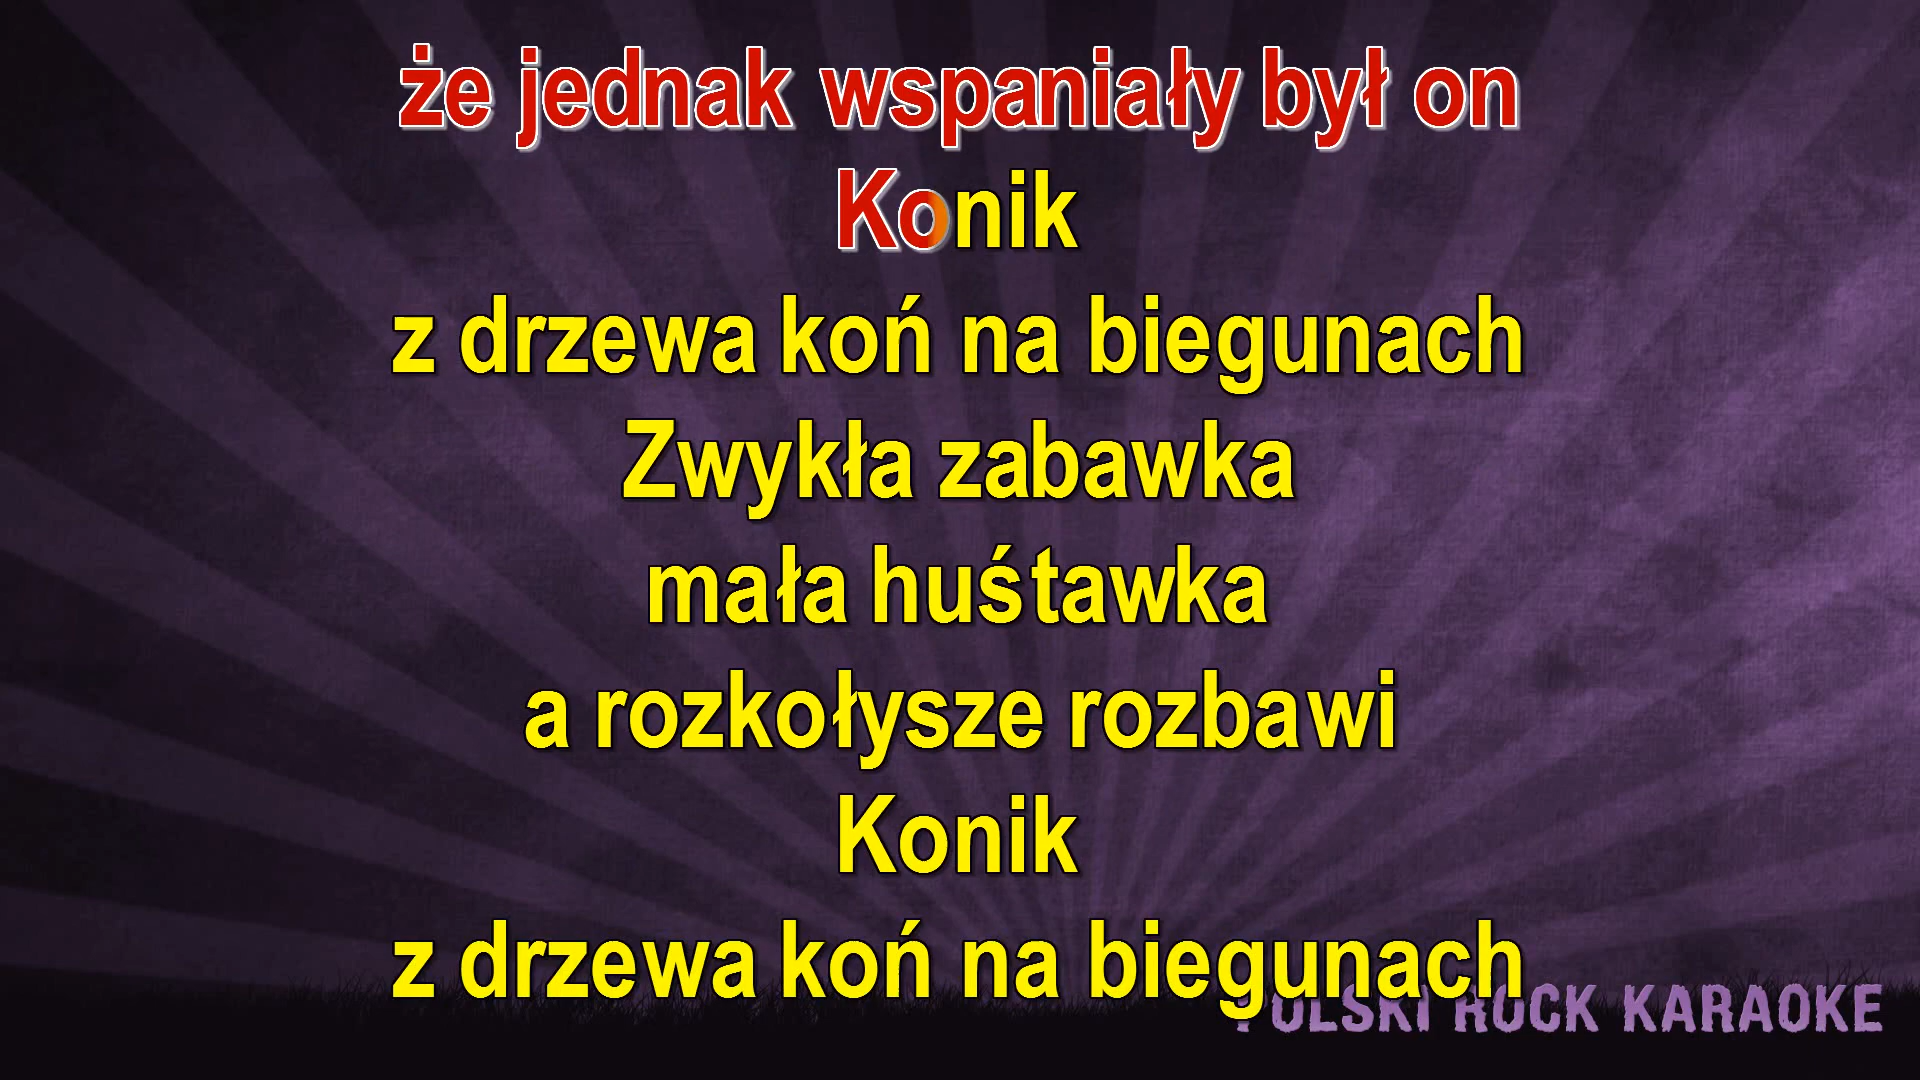 że jednak wspaniały był on
Konik
z drzewa koń na biegunach
Zwykła zabawka
mała huśtawka
a rozkołysze rozbawi
Konik
z drzewa koń na biegunach
POLSKI ROCK KARAOKE